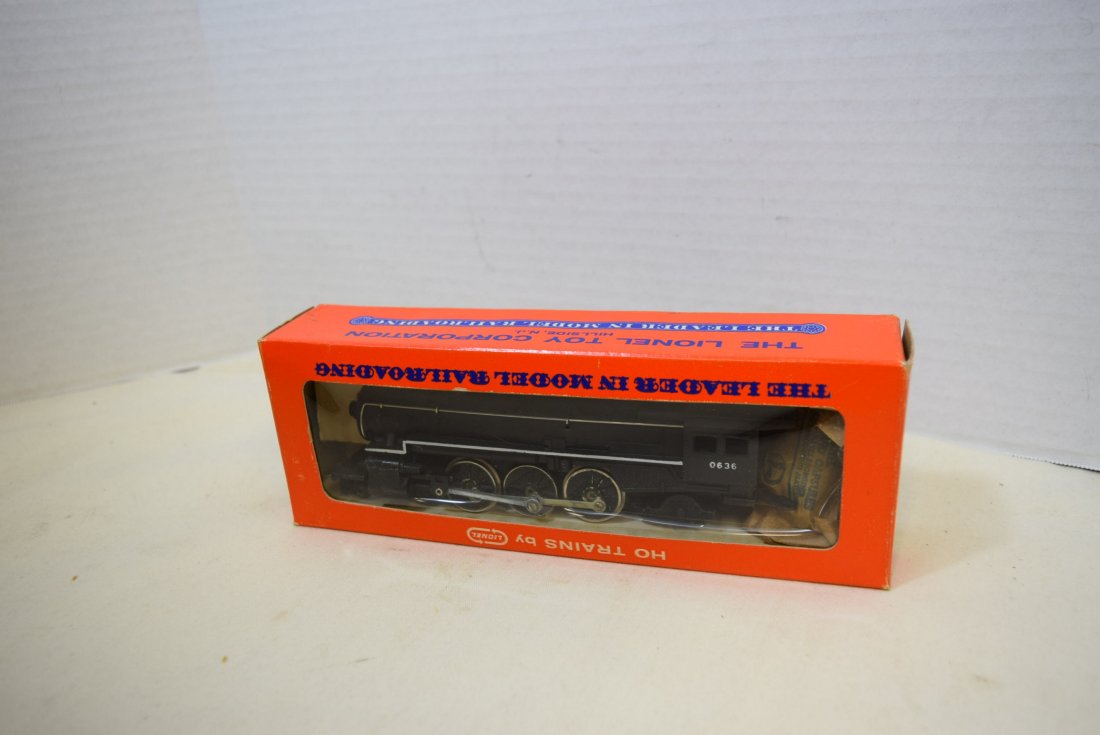 THE LEADER IN MODEL RAILROADING
HILLSIDE, N.J.
THE LIONEL TOY CORPORATION
THE LEADER IN MODEL RAILROADING
0636
HO TRAINS by LIONEL